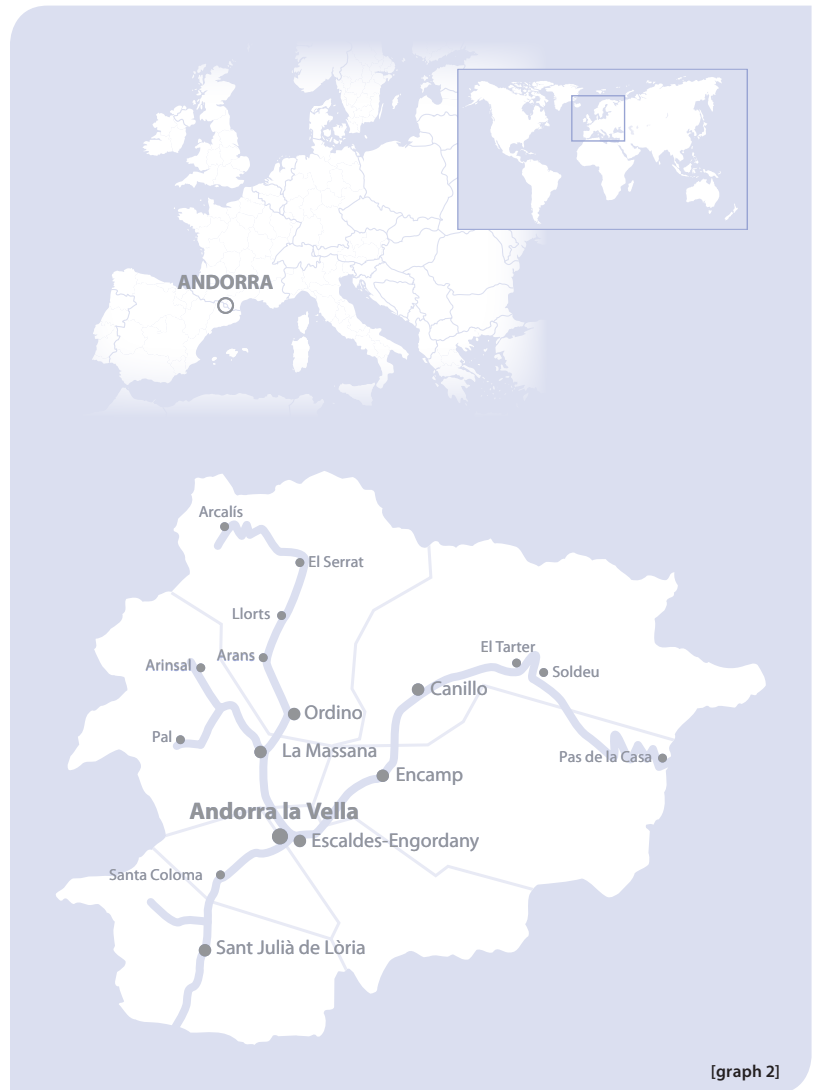 ANDORRA
Arcalís
El Serrat
Llorts
Arans
El Tarter
Arinsal
Soldeu
Canillo
Ordino
Pal
La Massana
Pas de la Casa
Encamp
Andorra la Vella
Escaldes-Engordany
Santa Coloma
Sant Julià de Lòria
[graph 2]